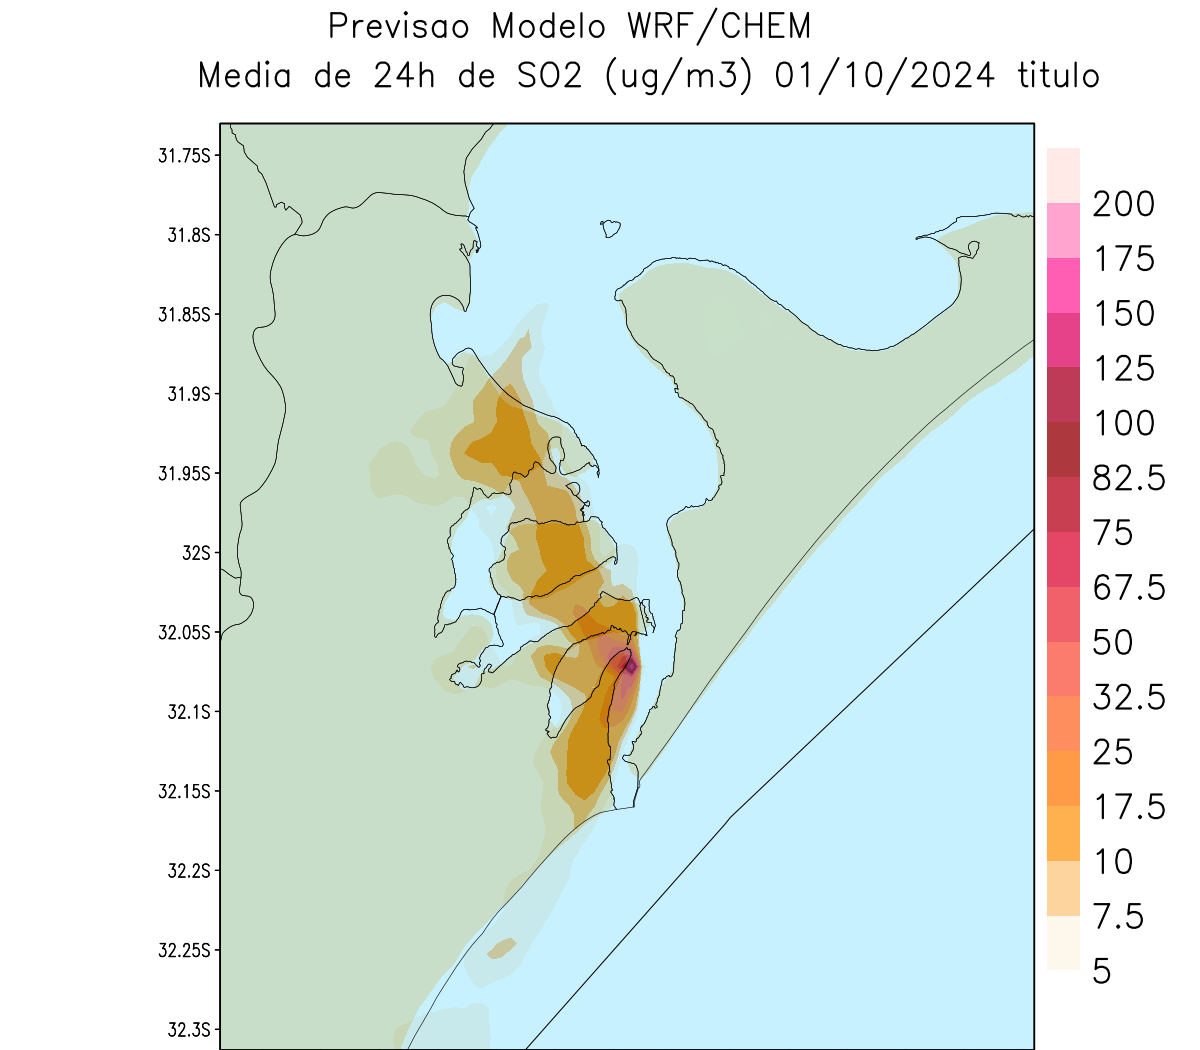 Previsao Modelo WRF/CHEM
Media de 24h de SO2 (ug/m3) 01/10/2024 titulo
31.75S
31.8S
31.85S
31.9S
31.95S
32S
32.05S
32.1S
32.15S
32.2S
32.25S
32.3S
200
175
150
125
100
82.5
75
67.5
50
32.5
25
17.5
10
7.5
5